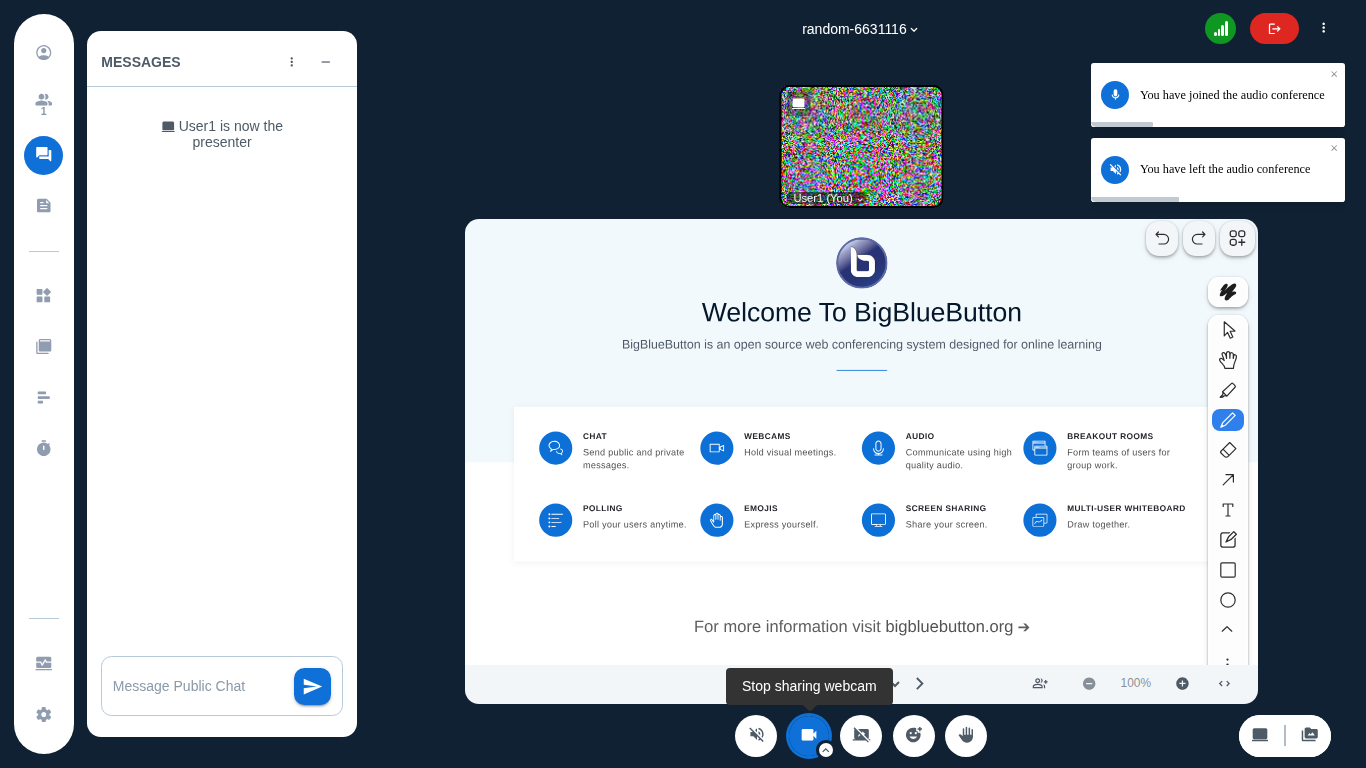 random-6631116
MESSAGES
1
User1 is now the
presenter
You have joined the audio conference
You have left the audio conference
User1 (You)
Welcome To BigBlueButton
BigBlueButton is an open source web conferencing system designed for online learning
CHAT
Send public and private
messages.
WEBCAMS
Hold visual meetings.
AUDIO
Communicate using high
quality audio.
BREAKOUT ROOMS
Form teams of users for
group work.
POLLING
Poll your users anytime.
EMOJIS
Express yourself.
SCREEN SHARING
Share your screen.
MULTI-USER WHITEBOARD
Draw together.
For more information visit bigbluebutton.org →
Message Public Chat
Stop sharing webcam
100%